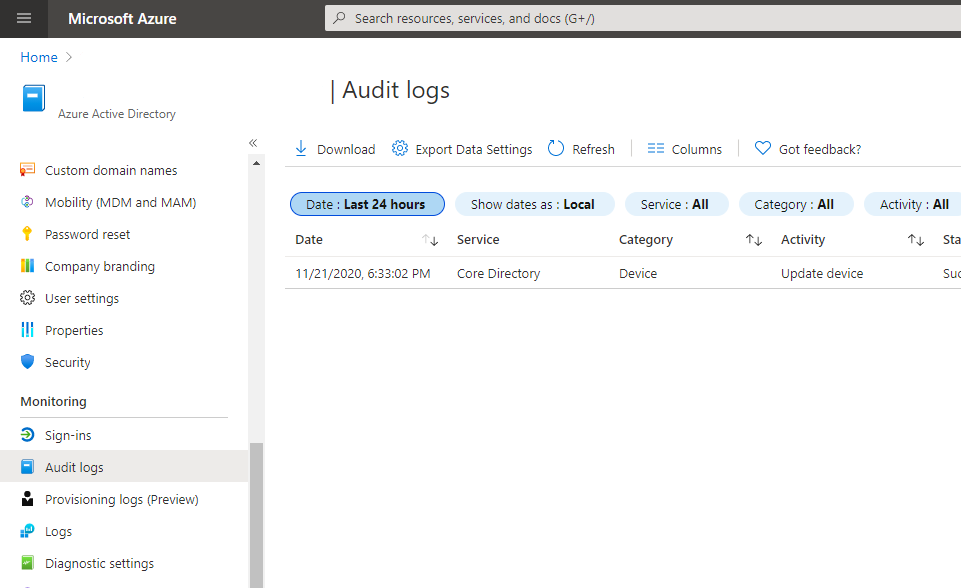 Microsoft Azure
Search resources, services, and docs (G+/)
Home
| Audit logs
Azure Active Directory
Custom domain names
Mobility (MDM and MAM)
Password reset
Company branding
User settings
Properties
Security
Monitoring
Sign-ins
Audit logs
Provisioning logs (Preview)
Logs
Diagnostic settings
Download Export Data Settings Refresh Columns Got feedback?
Date : Last 24 hours Show dates as : Local Service : All Category : All Activity : All
Date Service Category Activity Sta
11/21/2020, 6:33:02 PM Core Directory Device Update device Suc